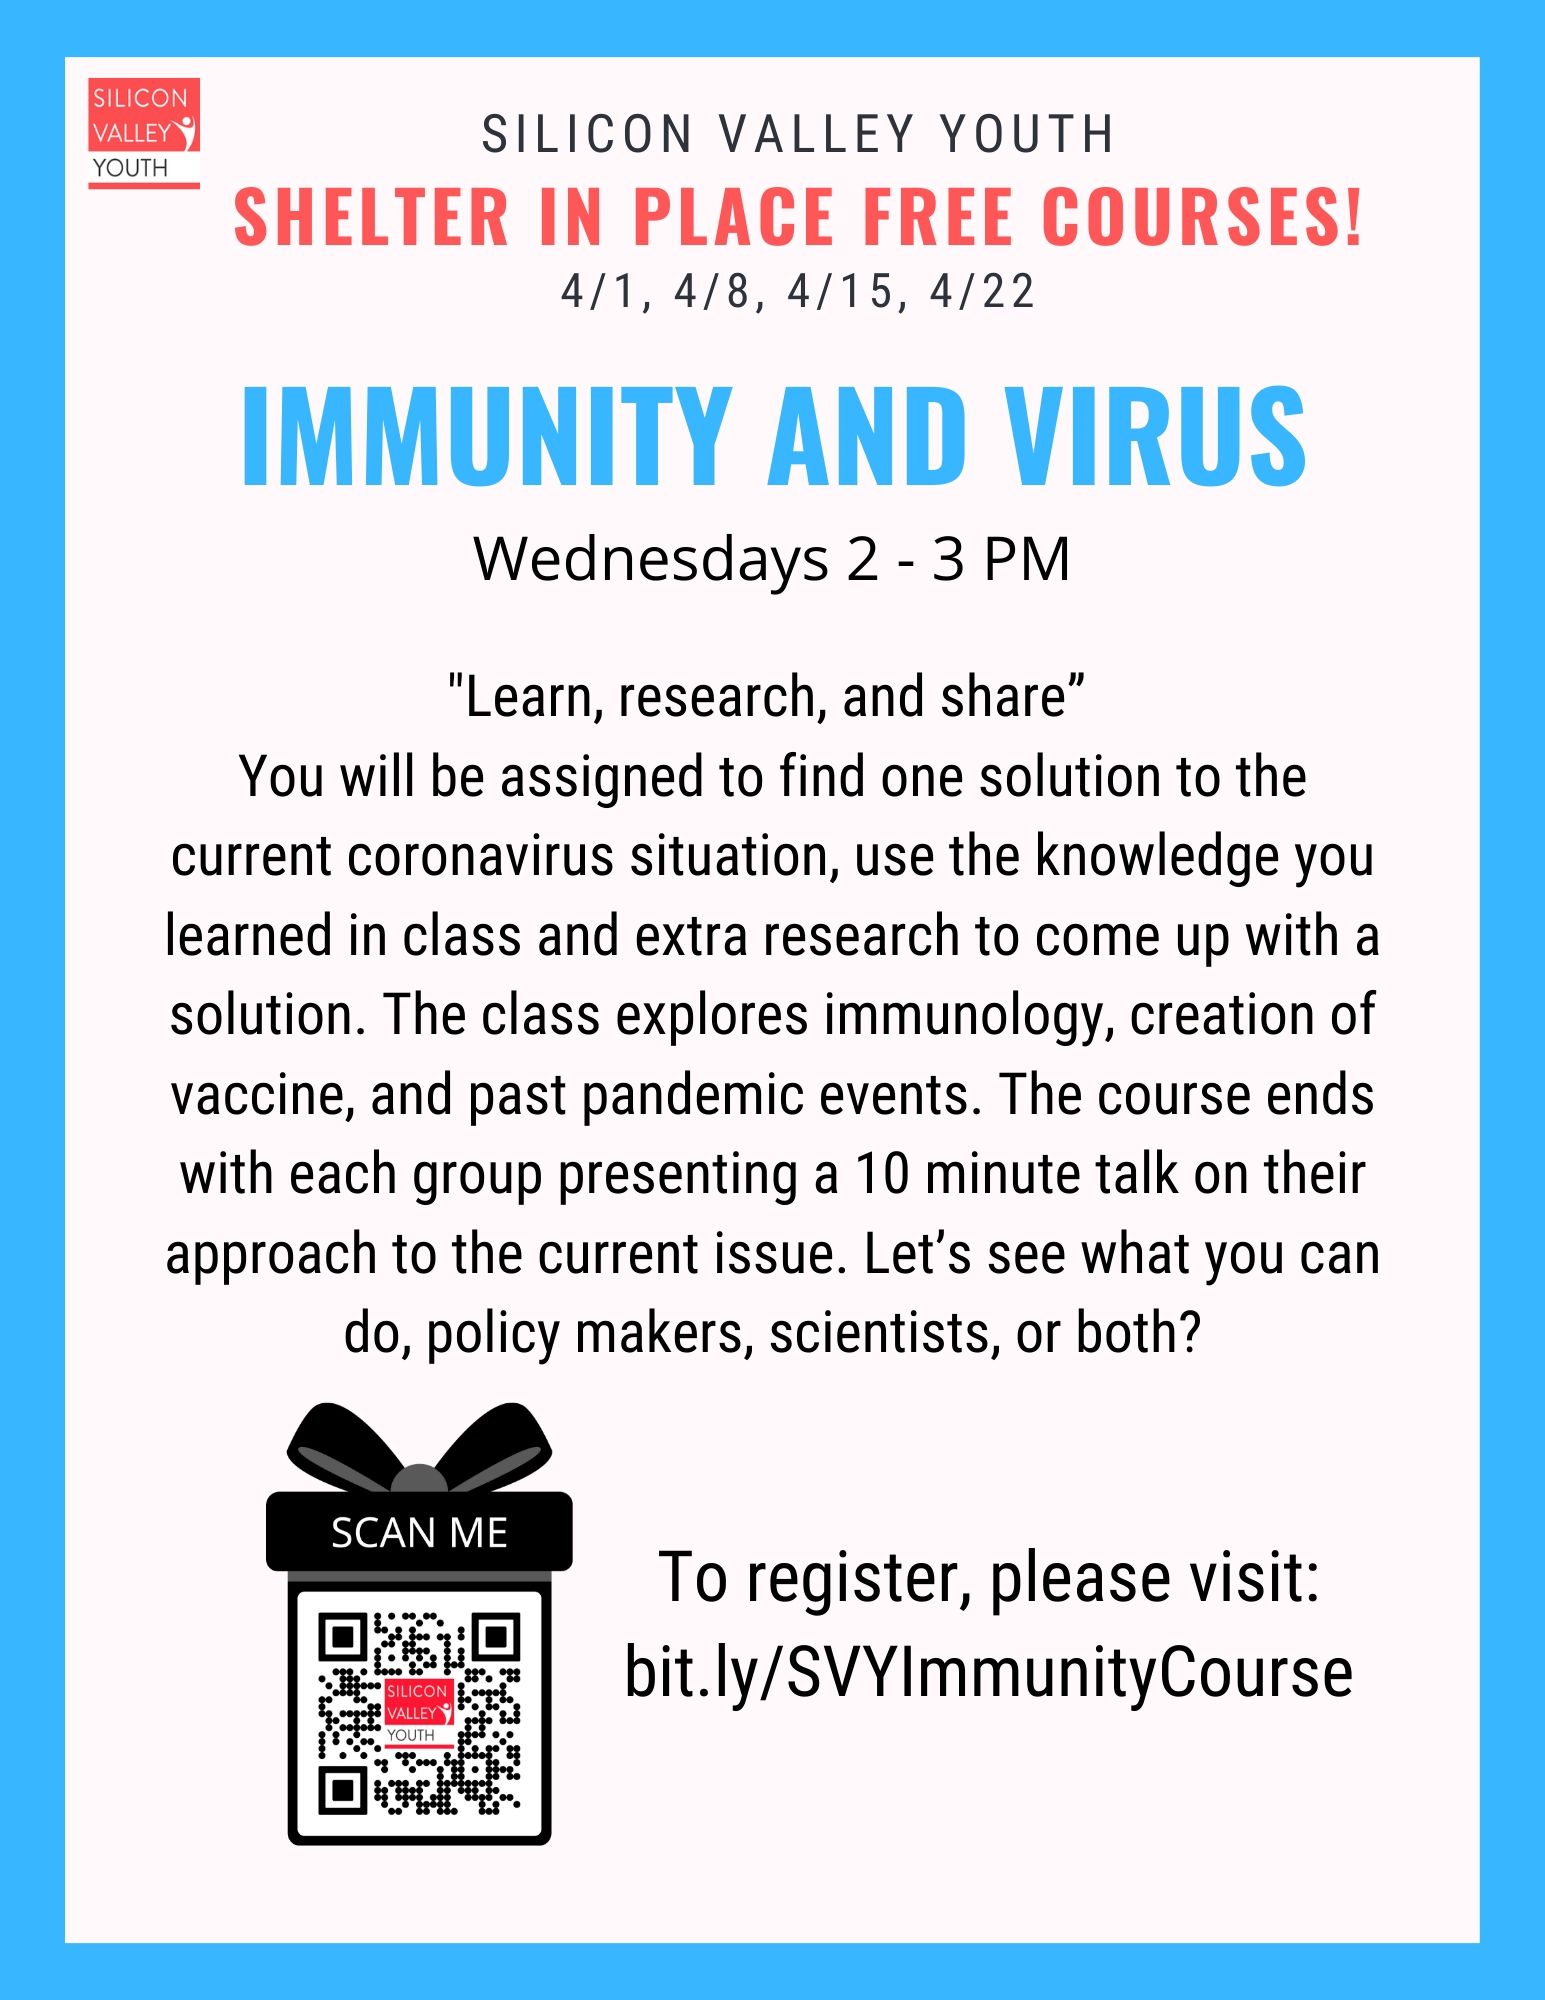 SILICON
VALLEY
YOUTH
SILICON VALLEY YOUTH
SHELTER IN PLACE FREE COURSES!
4/1, 4/8, 4/15, 4/22
IMMUNITY AND VIRUS
Wednesdays 2 - 3 PM
"Learn, research, and share”
You will be assigned to find one solution to the
current coronavirus situation, use the knowledge you
learned in class and extra research to come up with a
solution. The class explores immunology, creation of
vaccine, and past pandemic events. The course ends
with each group presenting a 10 minute talk on their
approach to the current issue. Let’s see what you can
do, policy makers, scientists, or both?
SCAN ME
SILICON
VALLEY
YOUTH
To register, please visit:
bit.ly/SVYImmunityCourse